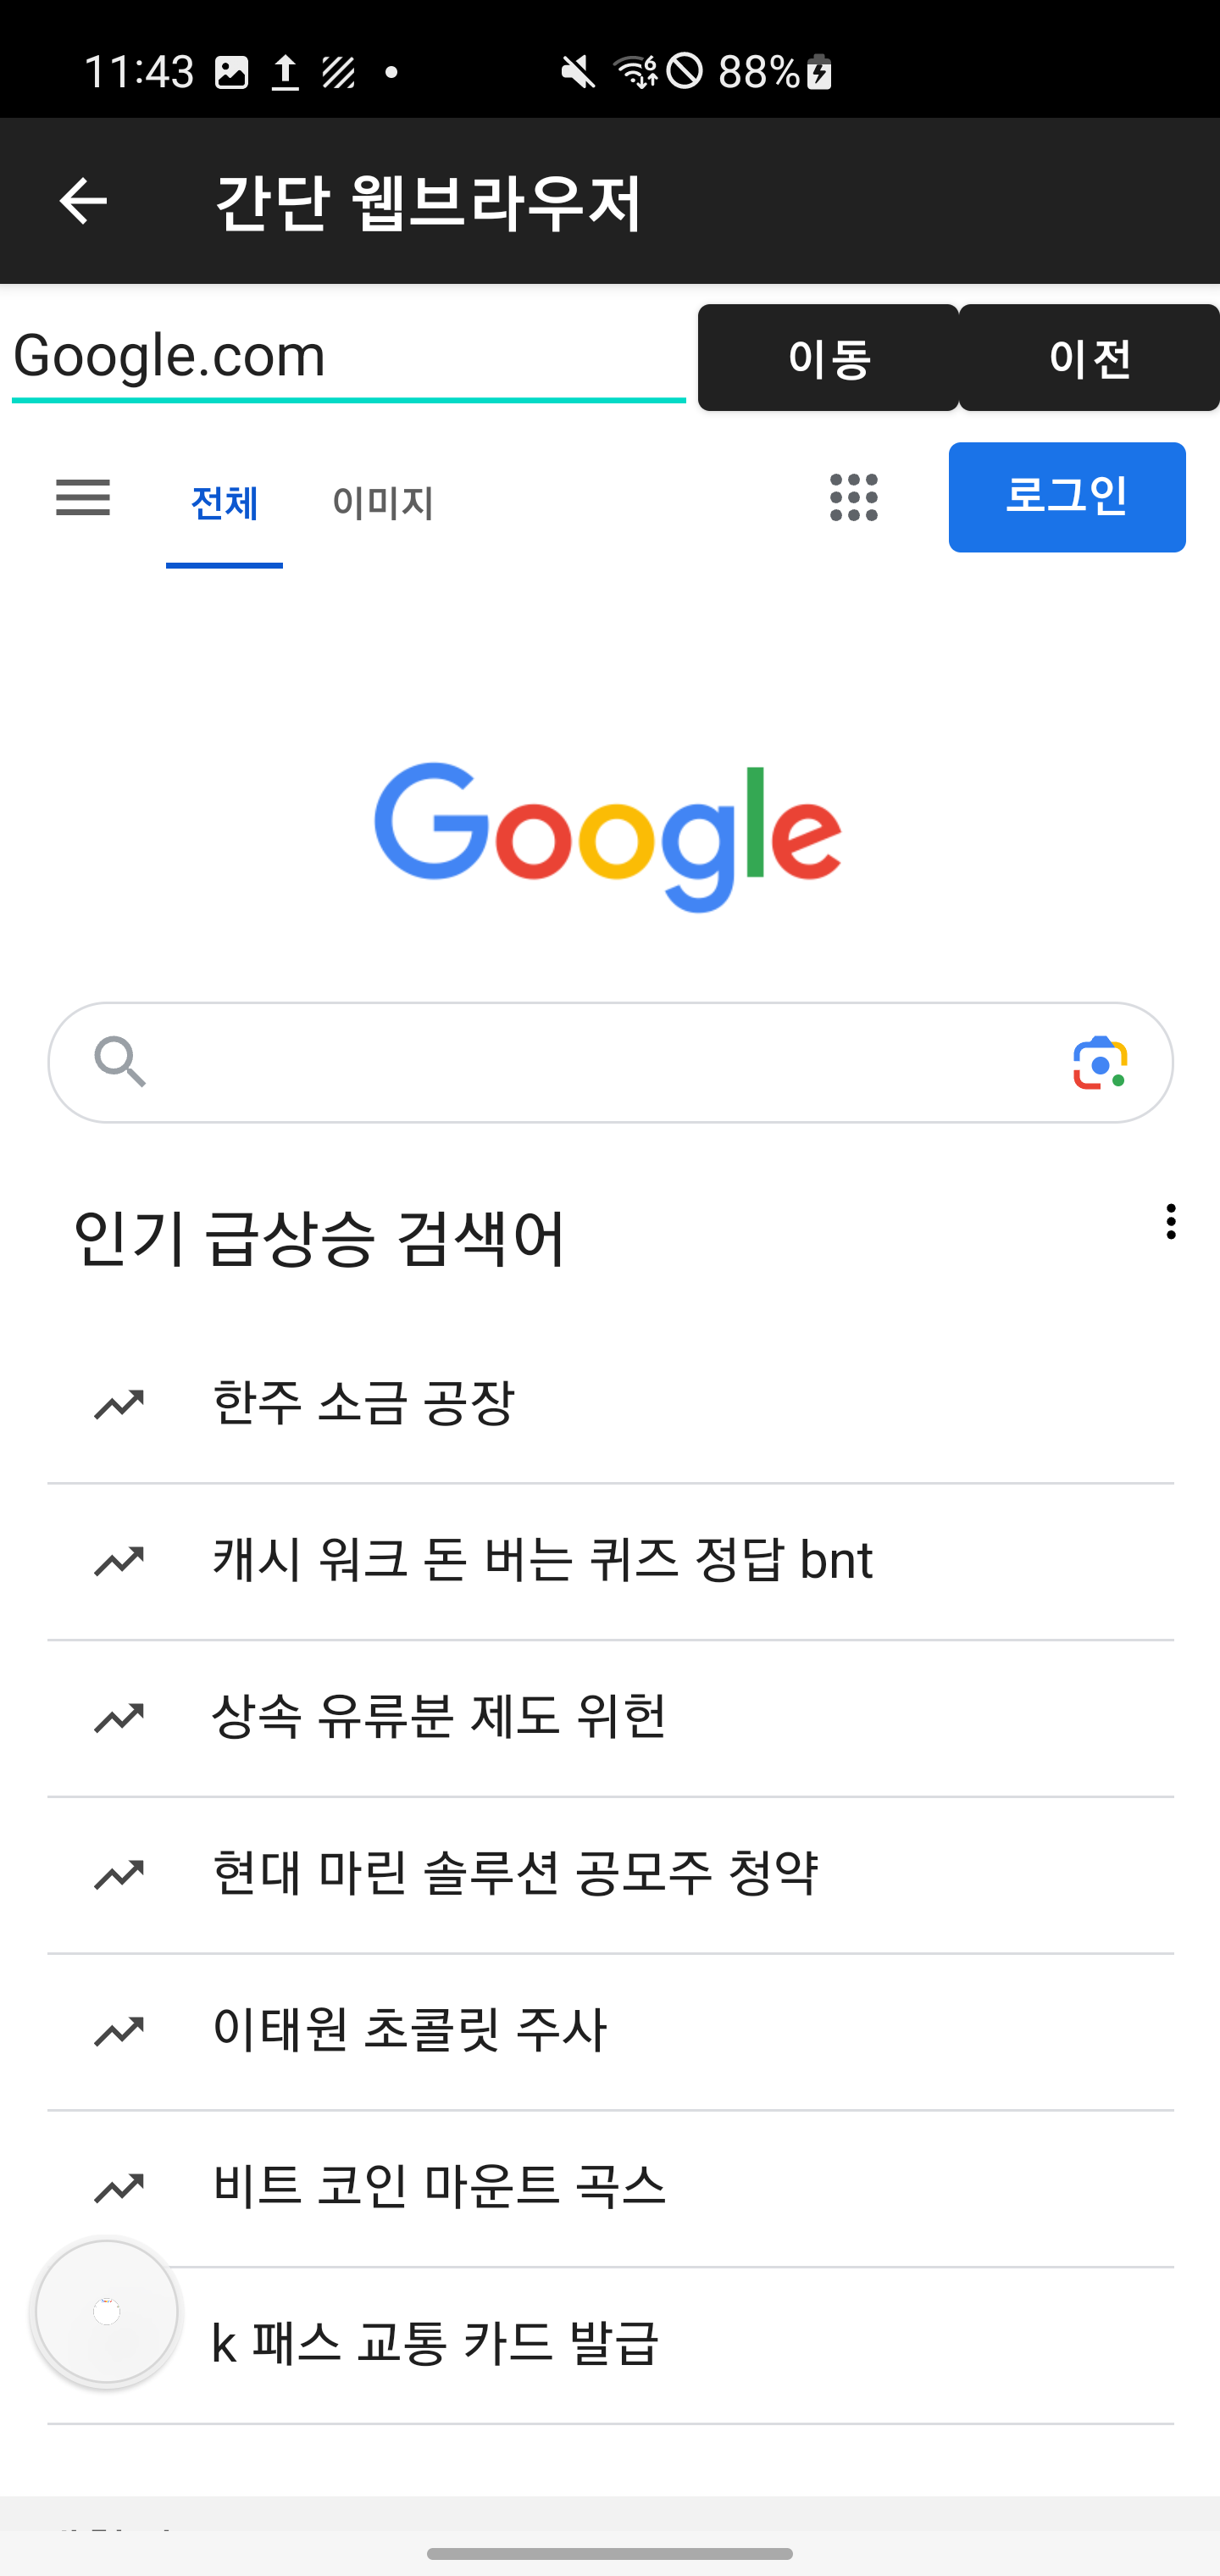 11:43 88%
간단 웹브라우저
Google.com 이동 이전
전체 이미지 로그인
Google
인기 급상승 검색어
한주 소금 공장
캐시 워크 돈 버는 퀴즈 정답 bnt
상속 유류분 제도 위헌
현대 마린 솔루션 공모주 청약
이태원 초콜릿 주사
비트 코인 마운트 곡스
k 패스 교통 카드 발급